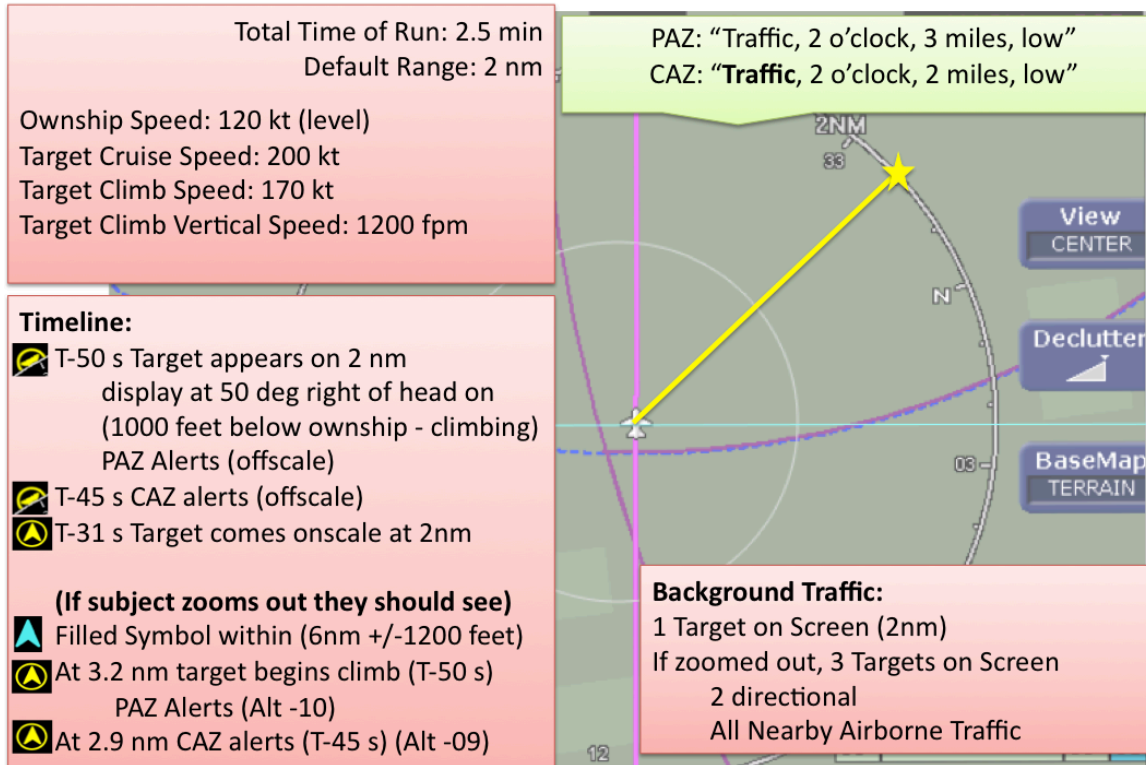 Total Time of Run: 2.5 min
Default Range: 2 nm
Ownship Speed: 120 kt (level)
Target Cruise Speed: 200 kt
Target Climb Speed: 170 kt
Target Climb Vertical Speed: 1200 fpm
PAZ: “Traffic, 2 o’clock, 3 miles, low”
CAZ: “Traffic, 2 o’clock, 2 miles, low”
2NM
33
N
03
12
View
CENTER
Declutter
BaseMap
TERRAIN
Timeline:
T-50 s Target appears on 2 nm
display at 50 deg right of head on
(1000 feet below ownship - climbing)
PAZ Alerts (offscale)
T-45 s CAZ alerts (offscale)
T-31 s Target comes onscale at 2nm
(If subject zooms out they should see)
Filled Symbol within (6nm +/-1200 feet)
At 3.2 nm target begins climb (T-50 s)
PAZ Alerts (Alt -10)
At 2.9 nm CAZ alerts (T-45 s) (Alt -09)
Background Traffic:
1 Target on Screen (2nm)
If zoomed out, 3 Targets on Screen
2 directional
All Nearby Airborne Traffic